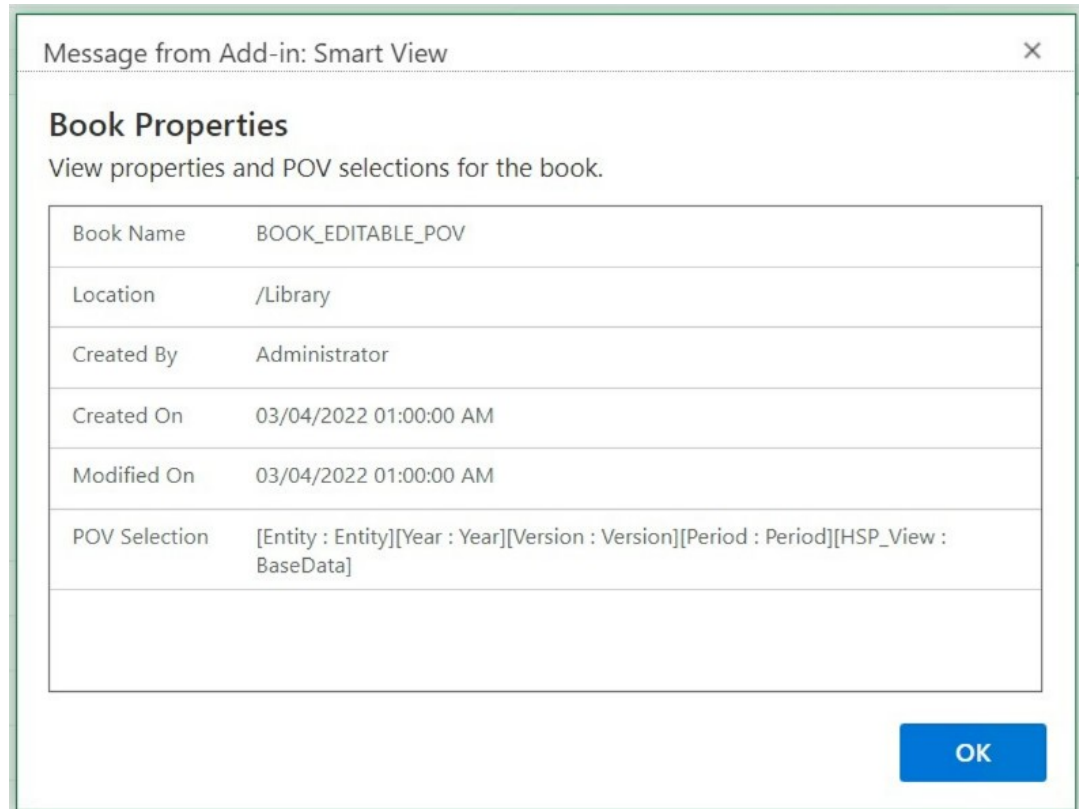 Message from Add-in: Smart View
Book Properties
View properties and POV selections for the book.
Book Name BOOK_EDITABLE_POV
Location /Library
Created By Administrator
Created On 03/04/2022 01:00:00 AM
Modified On 03/04/2022 01:00:00 AM
POV Selection [Entity : Entity][Year : Year][Version : Version][Period : Period][HSP_View :
BaseData]
OK